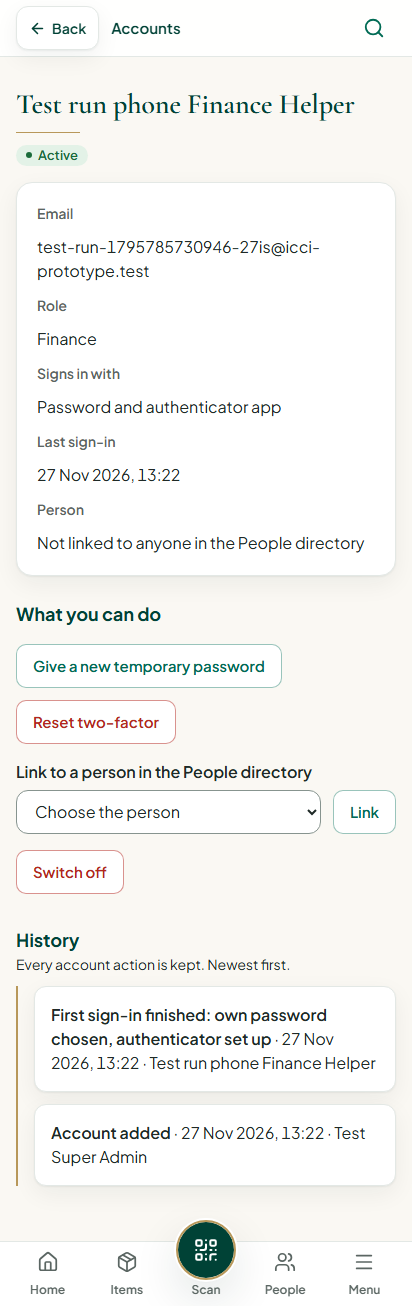 Back
Accounts
Test run phone Finance Helper
Active
Email
test-run-1795785730946-27is@icci-
prototype.test
Role
Finance
Signs in with
Password and authenticator app
Last sign-in
27 Nov 2026, 13:22
Person
Not linked to anyone in the People directory
What you can do
Give a new temporary password
Reset two-factor
Link to a person in the People directory
Choose the person
Link
Switch off
History
Every account action is kept. Newest first.
First sign-in finished: own password
chosen, authenticator set up · 27 Nov
2026, 13:22 · Test run phone Finance Helper
Account added · 27 Nov 2026, 13:22 · Test
Super Admin
Home
Items
Scan
People
Menu